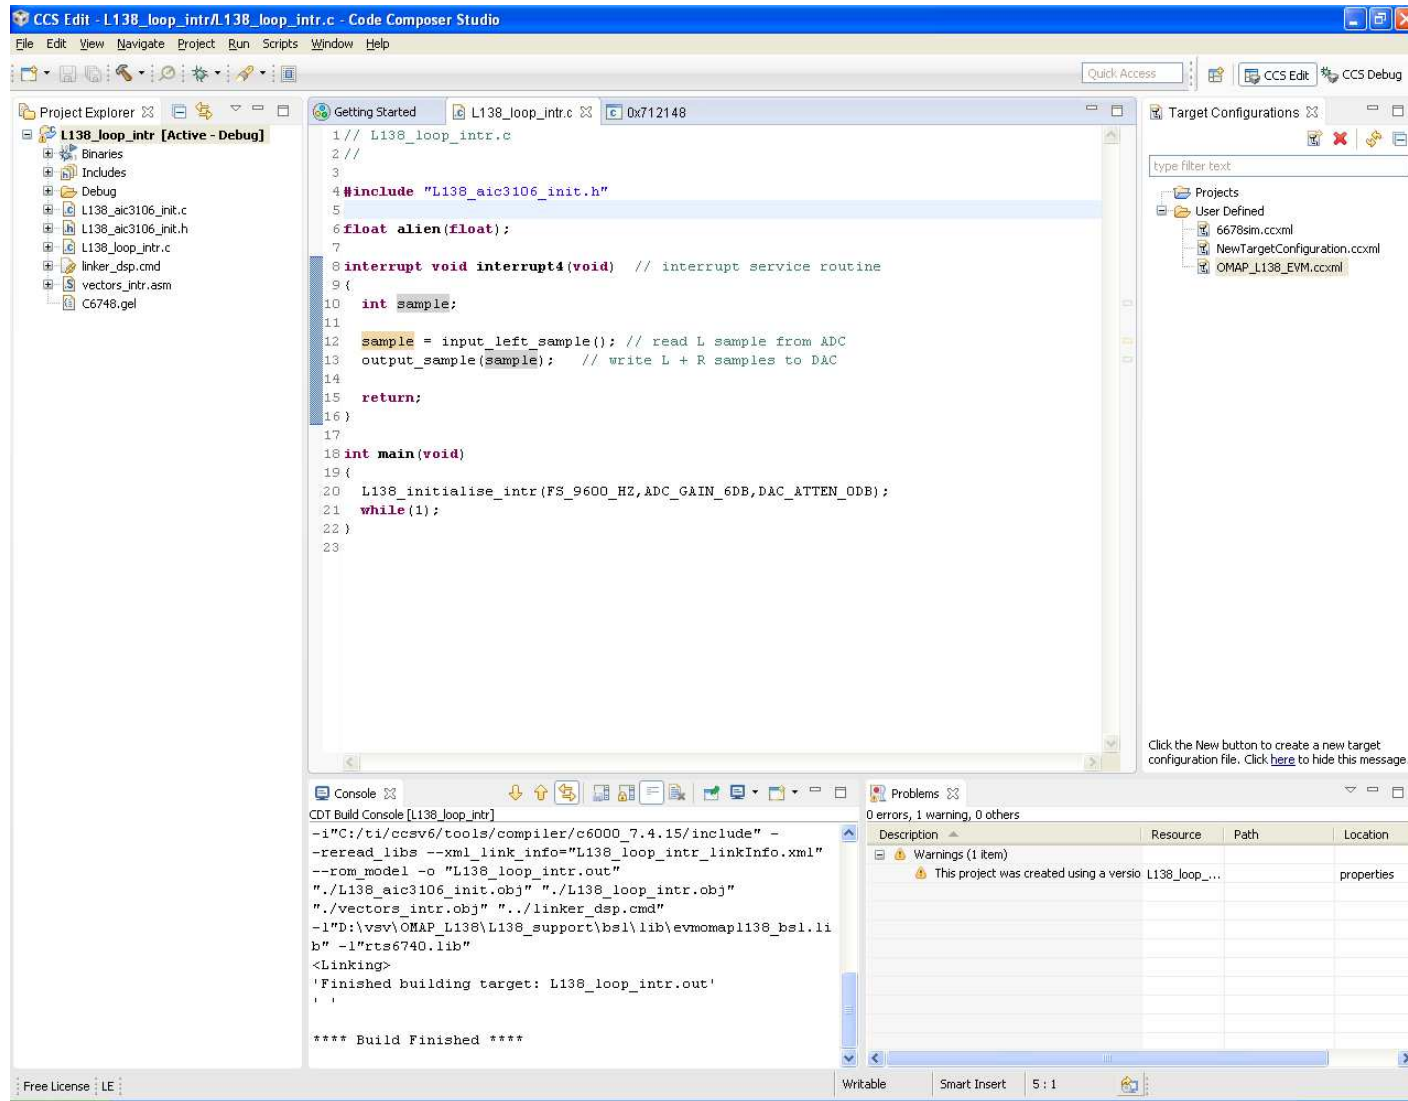 CCS Edit - L138_loop_intr/L138_loop_intr.c - Code Composer Studio
File Edit View Navigate Project Run Scripts Window Help
Quick Access
CCS Edit
CCS Debug
Project Explorer
L138_loop_intr [Active - Debug]
Binaries
Includes
Debug
L138_aic3106_init.c
L138_aic3106_init.h
L138_loop_intr.c
linker_dsp.cmd
vectors_intr.asm
C6748.gel
Getting Started
L138_loop_intr.c
0x712148
1 // L138_loop_intr.c
2 //
3
4 #include "L138_aic3106_init.h"
5
6 float alien(float);
7
8 interrupt void interrupt4(void) // interrupt service routine
9 {
10 int sample;
11
12 sample = input_left_sample(); // read L sample from ADC
13 output_sample(sample); // write L + R samples to DAC
14
15 return;
16 }
17
18 int main(void)
19 {
20 L138_initialise_intr(FS_9600_HZ,ADC_GAIN_6DB,DAC_ATTEN_0DB);
21 while(1);
22 }
23
Target Configurations
type filter text
Projects
User Defined
6678sim.ccxml
NewTargetConfiguration.ccxml
OMAP_L138_EVM.ccxml
Click the New button to create a new target
configuration file. Click here to hide this message.
Console
CDT Build Console [L138_loop_intr]
-i"C:/ti/ccsv6/tools/compiler/c6000_7.4.15/include" -
-reread_libs --xml_link_info="L138_loop_intr_linkInfo.xml"
--rom_model -o "L138_loop_intr.out"
"./L138_aic3106_init.obj" "./L138_loop_intr.obj"
"./vectors_intr.obj" "../linker_dsp.cmd"
-l"D:\vsv\OMAP_L138\L138_support\bsl\lib\evmomapl138_bsl.li
b" -l"rts6740.lib"
<Linking>
'Finished building target: L138_loop_intr.out'
' '
**** Build Finished ****
Problems
0 errors, 1 warning, 0 others
Description Resource Path Location
Warnings (1 item)
This project was created using a versio L138_loop_... properties
Free License LE
Writable Smart Insert 5 : 1